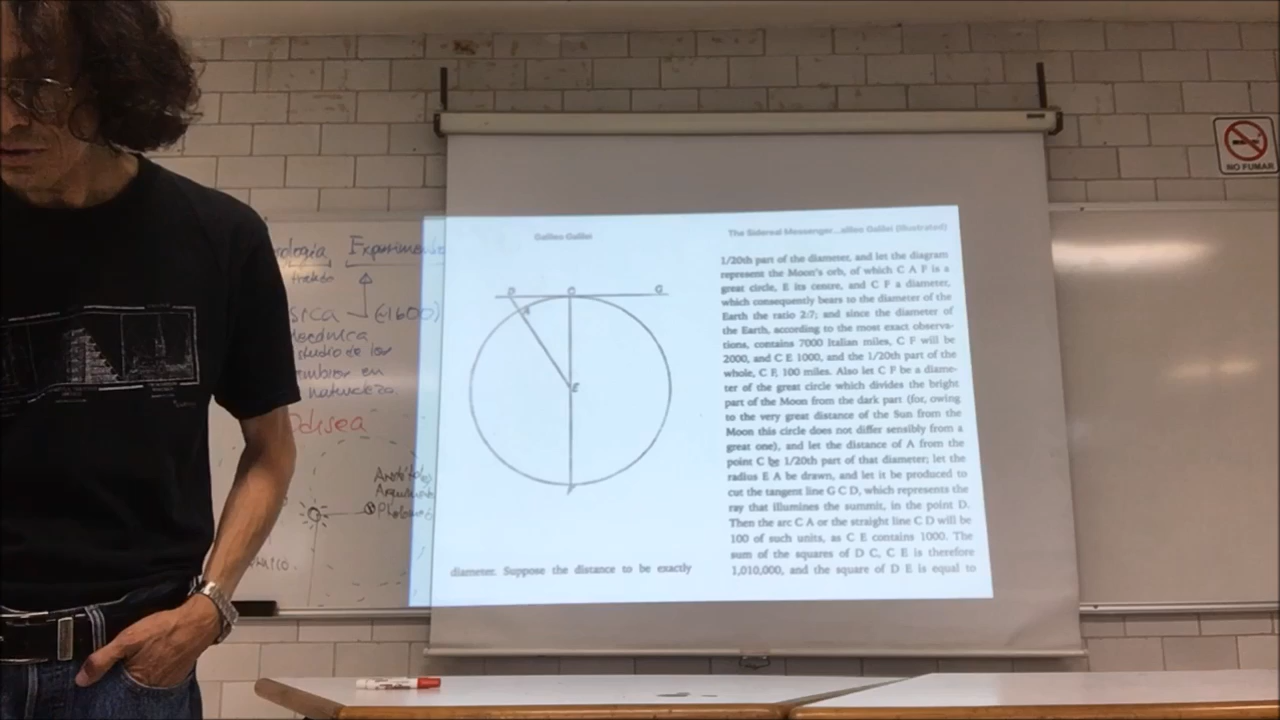 Galileo Galilei
The Sidereal Messenger...alileo Galilei (Illustrated)
D
C
G
A
E
F
diameter. Suppose the distance to be exactly
1/20th part of the diameter, and let the diagram
represent the Moon's orb, of which C A F is a
great circle, E its centre, and C F a diameter,
which consequently bears to the diameter of the
Earth the ratio 2:7; and since the diameter of
the Earth, according to the most exact observa-
tions, contains 7000 Italian miles, C F will be
2000, and C E 1000, and the 1/20th part of the
whole, C F, 100 miles. Also let C F be a diame-
ter of the great circle which divides the bright
part of the Moon from the dark part (for, owing
to the very great distance of the Sun from the
Moon this circle does not differ sensibly from a
great one), and let the distance of A from the
point C be 1/20th part of that diameter; let the
radius E A be drawn, and let it be produced to
cut the tangent line G C D, which represents the
ray that illumines the summit, in the point D.
Then the arc C A or the straight line C D will be
100 of such units, as C E contains 1000. The
sum of the squares of D C, C E is therefore
1,010,000, and the square of D E is equal to
Experimento
(~1600)
studio de los
en
naturaleza.
NO FUMAR